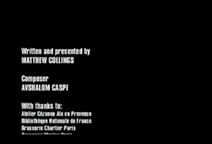 Written and presented by
MATTHEW COLLINGS
Composer
AVSHALOM CASPI
With thanks to:
Atelier Cézanne Aix en Provence
Bibliothèque Nationale de France
Brasserie Chartier Paris